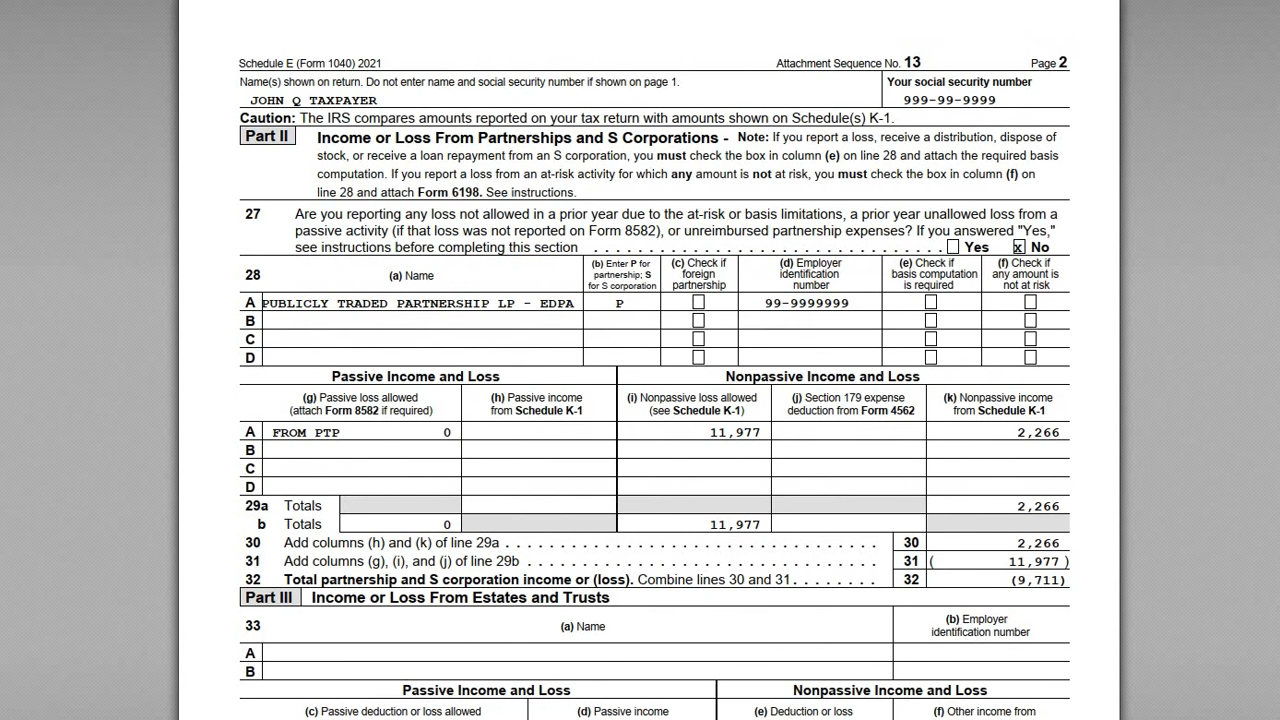 Schedule E (Form 1040) 2021 Attachment Sequence No. 13 Page 2
Name(s) shown on return. Do not enter name and social security number if shown on page 1. Your social security number
JOHN Q TAXPAYER 999-99-9999
Caution: The IRS compares amounts reported on your tax return with amounts shown on Schedule(s) K-1.
Part II Income or Loss From Partnerships and S Corporations - Note: If you report a loss, receive a distribution, dispose of
stock, or receive a loan repayment from an S corporation, you must check the box in column (e) on line 28 and attach the required basis
computation. If you report a loss from an at-risk activity for which any amount is not at risk, you must check the box in column (f) on
line 28 and attach Form 6198. See instructions.
27 Are you reporting any loss not allowed in a prior year due to the at-risk or basis limitations, a prior year unallowed loss from a
passive activity (if that loss was not reported on Form 8582), or unreimbursed partnership expenses? If you answered "Yes,"
see instructions before completing this section . . . . . . . . . . . . . . . . . . . . . . . . . . . . . . . . Yes x No
28 (a) Name (b) Enter P for partnership; S for S corporation (c) Check if foreign partnership (d) Employer identification number (e) Check if basis computation is required (f) Check if any amount is not at risk
A PUBLICLY TRADED PARTNERSHIP LP - EDPA P 99-9999999
B
C
D
Passive Income and Loss Nonpassive Income and Loss
(g) Passive loss allowed (h) Passive income (i) Nonpassive loss allowed (j) Section 179 expense (k) Nonpassive income
(attach Form 8582 if required) from Schedule K-1 (see Schedule K-1) deduction from Form 4562 from Schedule K-1
A FROM PTP 0 11,977 2,266
B
C
D
29a Totals 2,266
b Totals 0 11,977
30 Add columns (h) and (k) of line 29a . . . . . . . . . . . . . . . . . . . . . . . . . . . . . . . . . . 30 2,266
31 Add columns (g), (i), and (j) of line 29b . . . . . . . . . . . . . . . . . . . . . . . . . . . . . . . . 31 ( 11,977 )
32 Total partnership and S corporation income or (loss). Combine lines 30 and 31 . . . . . . . . 32 (9,711)
Part III Income or Loss From Estates and Trusts
33 (a) Name (b) Employer identification number
A
B
Passive Income and Loss Nonpassive Income and Loss
(c) Passive deduction or loss allowed (d) Passive income (e) Deduction or loss (f) Other income from